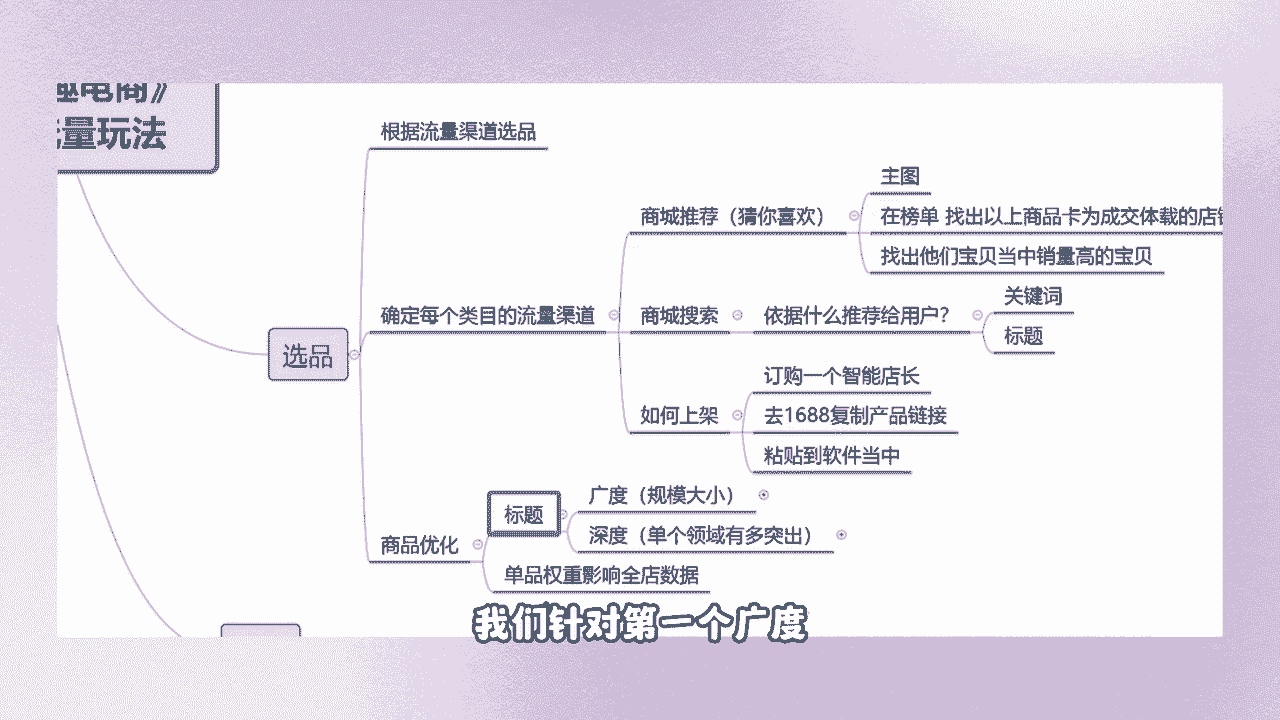 电商》
量玩法
选品
根据流量渠道选品
确定每个类目的流量渠道
商城推荐（猜你喜欢）
主图
在榜单 找出以上商品卡为成交体载的店
找出他们宝贝当中销量高的宝贝
商城搜索
依据什么推荐给用户？
关键词
标题
如何上架
订购一个智能店长
去1688复制产品链接
粘贴到软件当中
商品优化
标题
广度（规模大小）
深度（单个领域有多突出）
单品权重影响全店数据
我们针对第一个广度